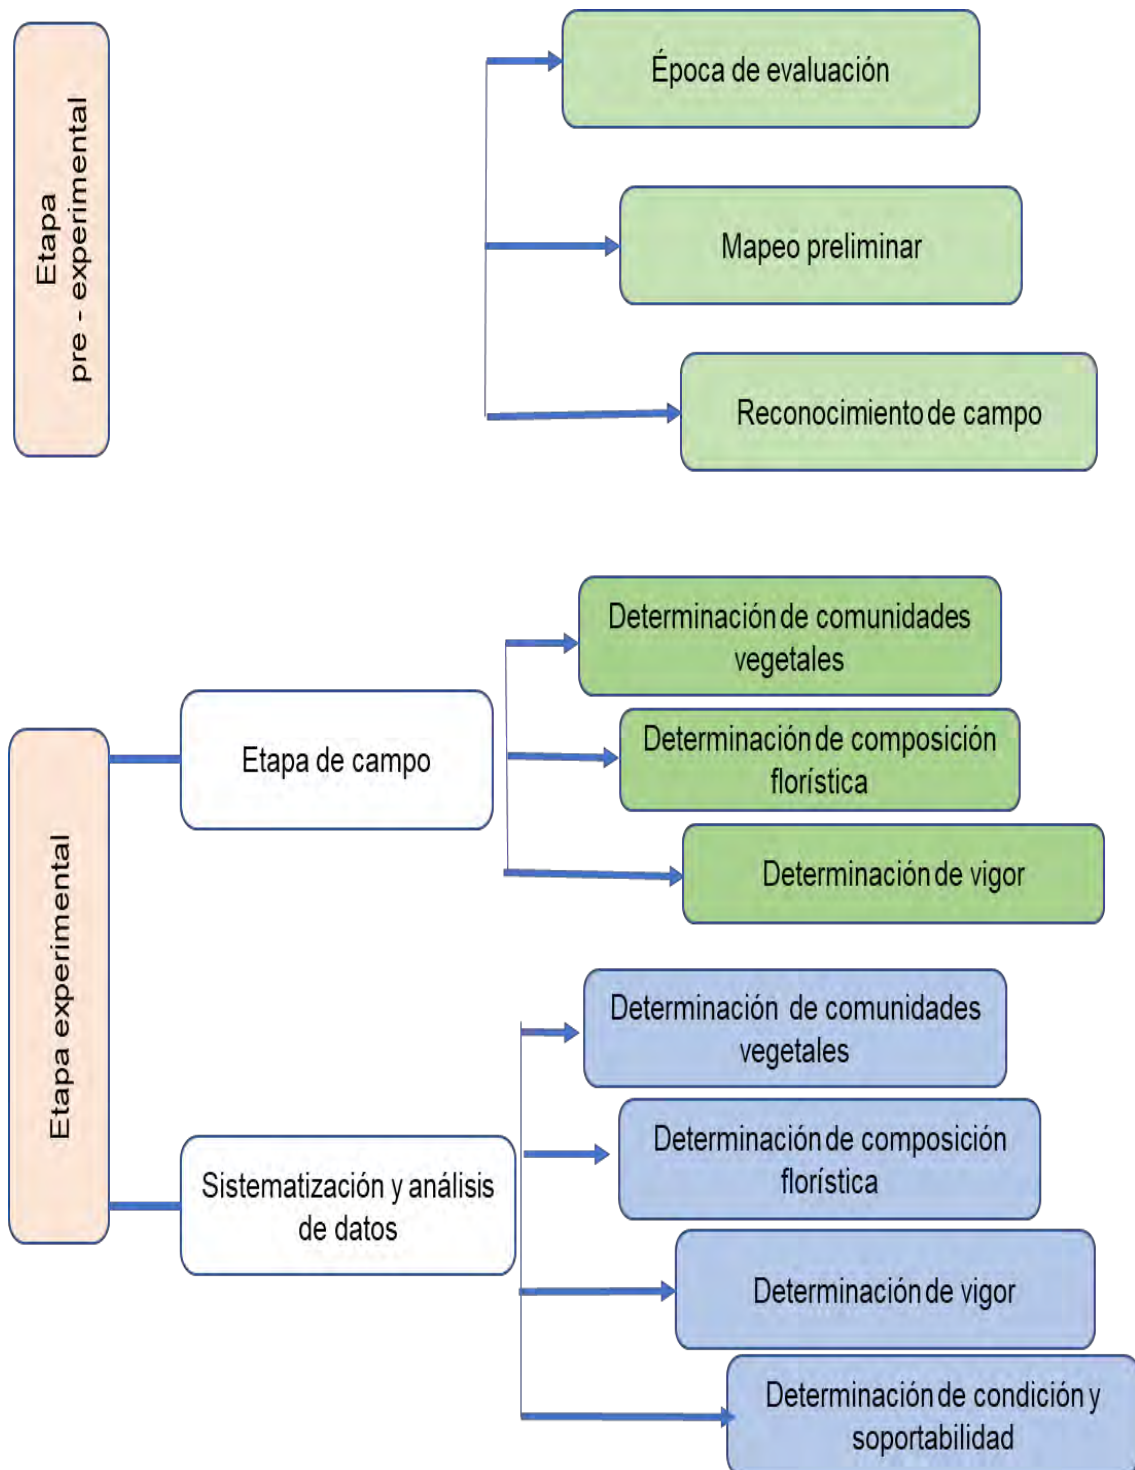 Etapa
pre - experimental
Época de evaluación
Mapeo preliminar
Reconocimiento de campo
Etapa experimental
Etapa de campo
Determinación de comunidades
vegetales
Determinación de composición
florística
Determinación de vigor
Sistematización y análisis
de datos
Determinación de comunidades
vegetales
Determinación de composición
florística
Determinación de vigor
Determinación de condición y
soportabilidad